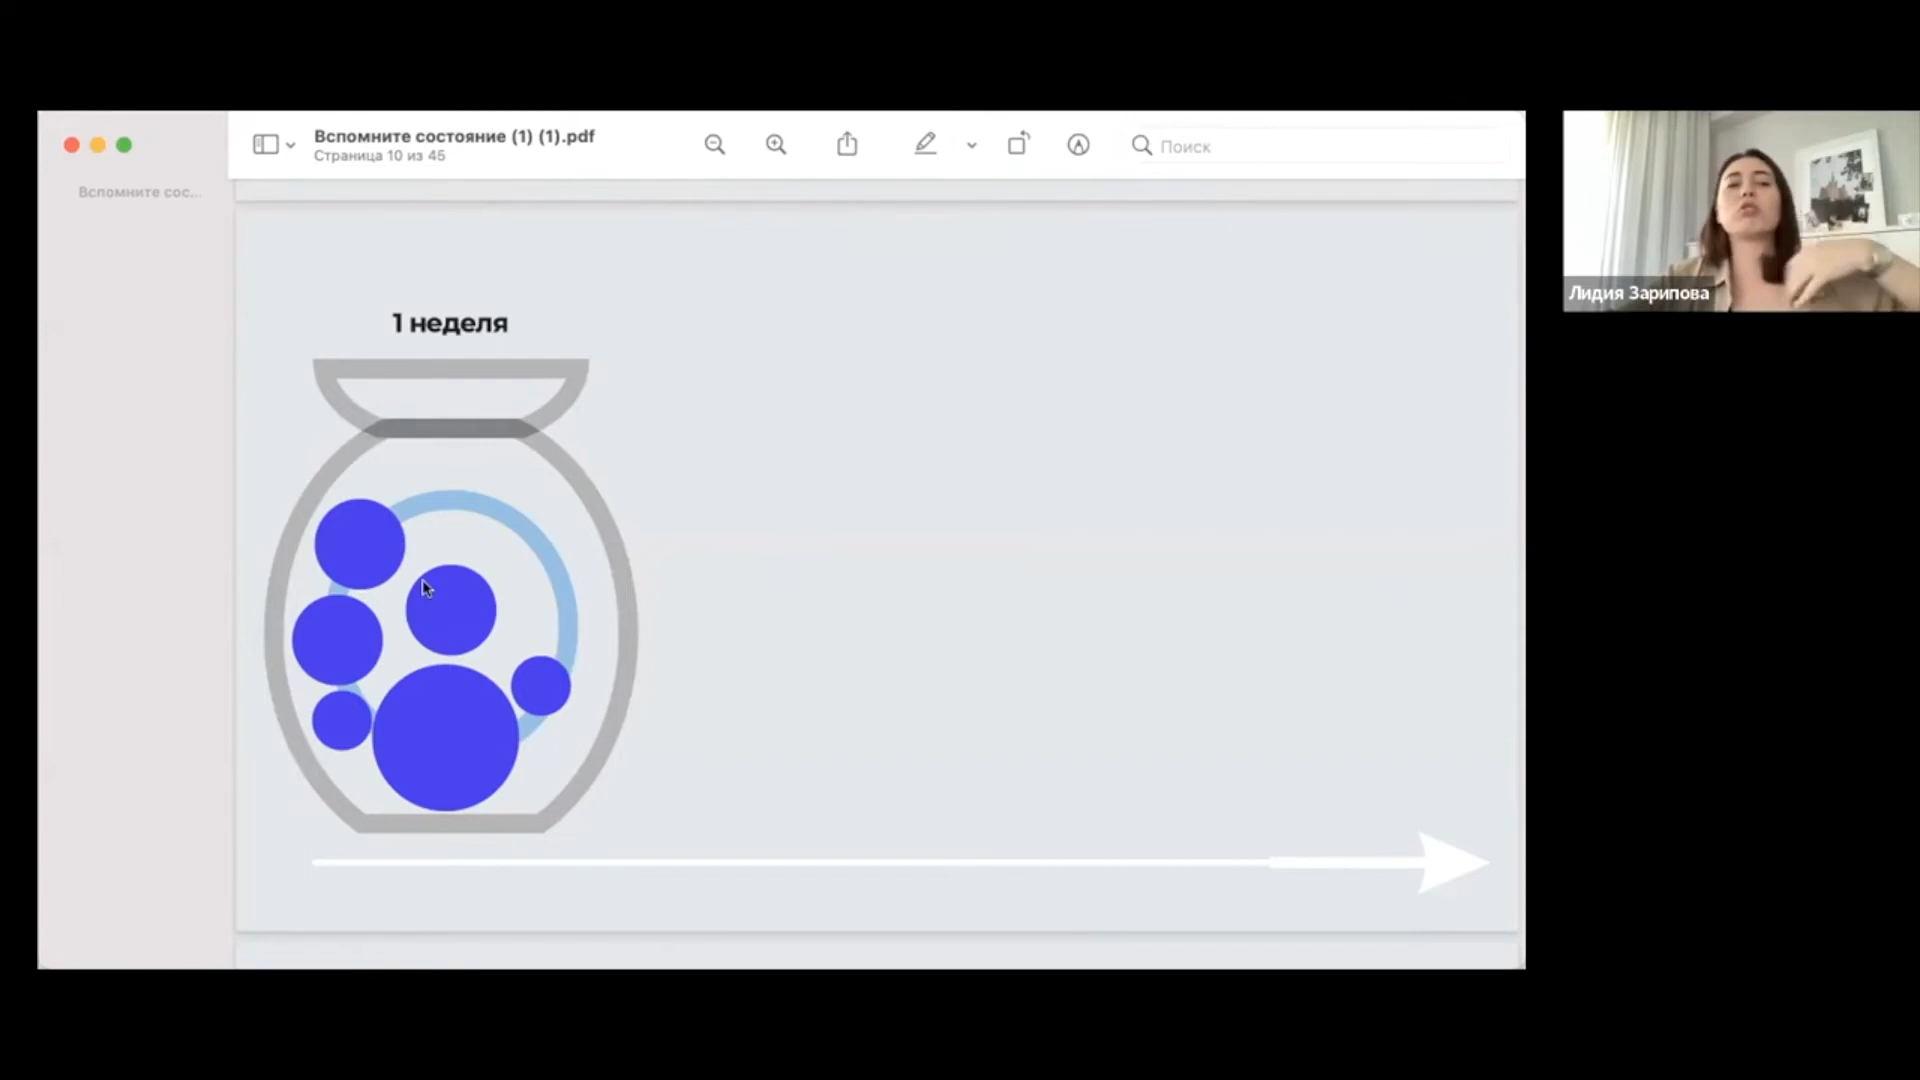 Вспомните состояние (1) (1).pdf
Страница 10 из 45
Поиск
Вспомните сос...
1 неделя
Лидия Зарипова